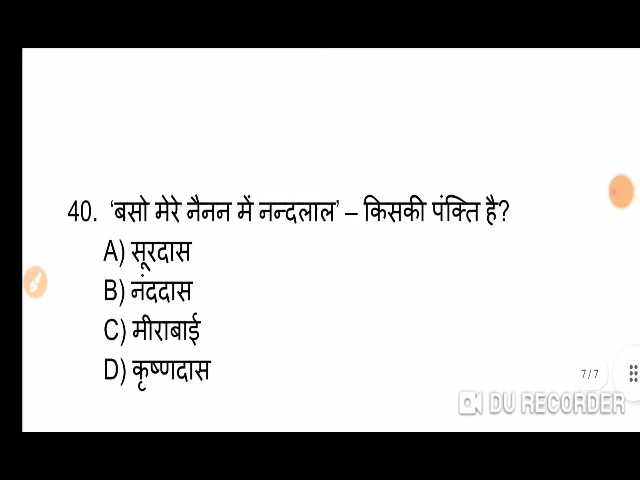 40. 'बसो मेरे नैनन में नन्दलाल' – किसकी पंक्ति है?
A) सूरदास
B) नंददास
C) मीराबाई
D) कृष्णदास
7/7
DU RECORDER